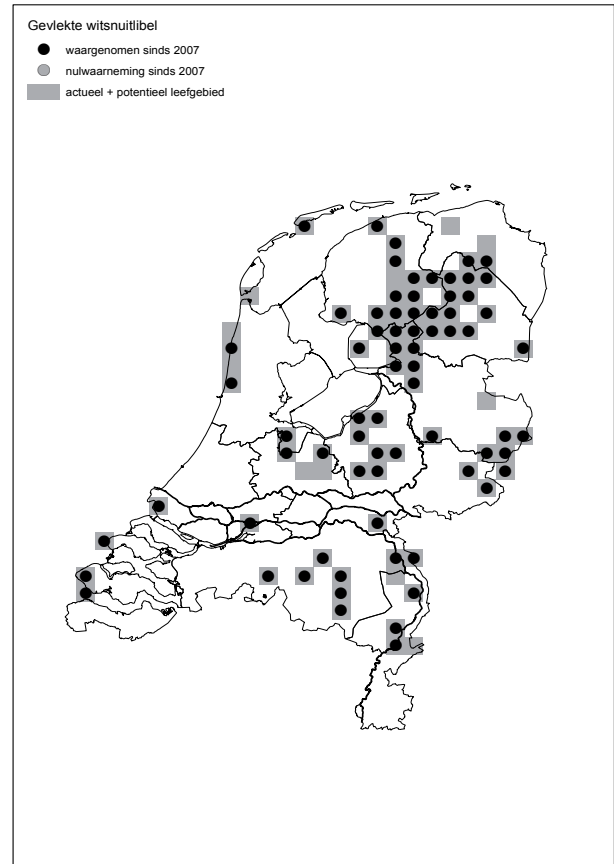 Gevlekte witsnuitlibel
waargenomen sinds 2007
nulwaarneming sinds 2007
actueel + potentieel leefgebied